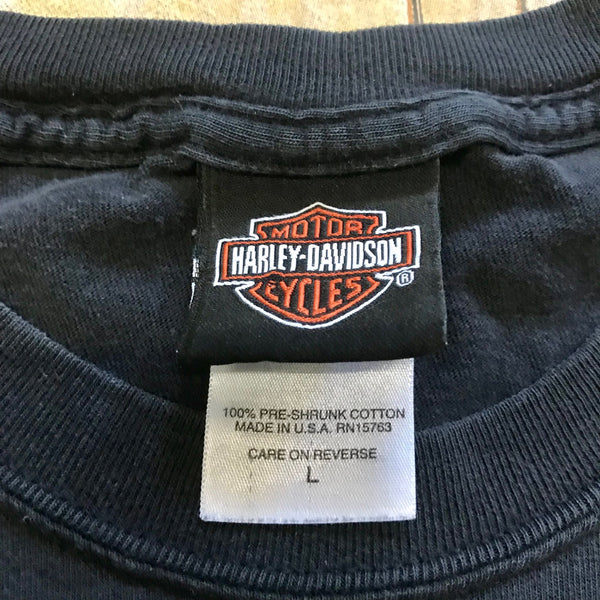 MOTOR
HARLEY-DAVIDSON
CYCLES
®
100% PRE-SHRUNK COTTON
MADE IN U.S.A. RN15763
CARE ON REVERSE
L